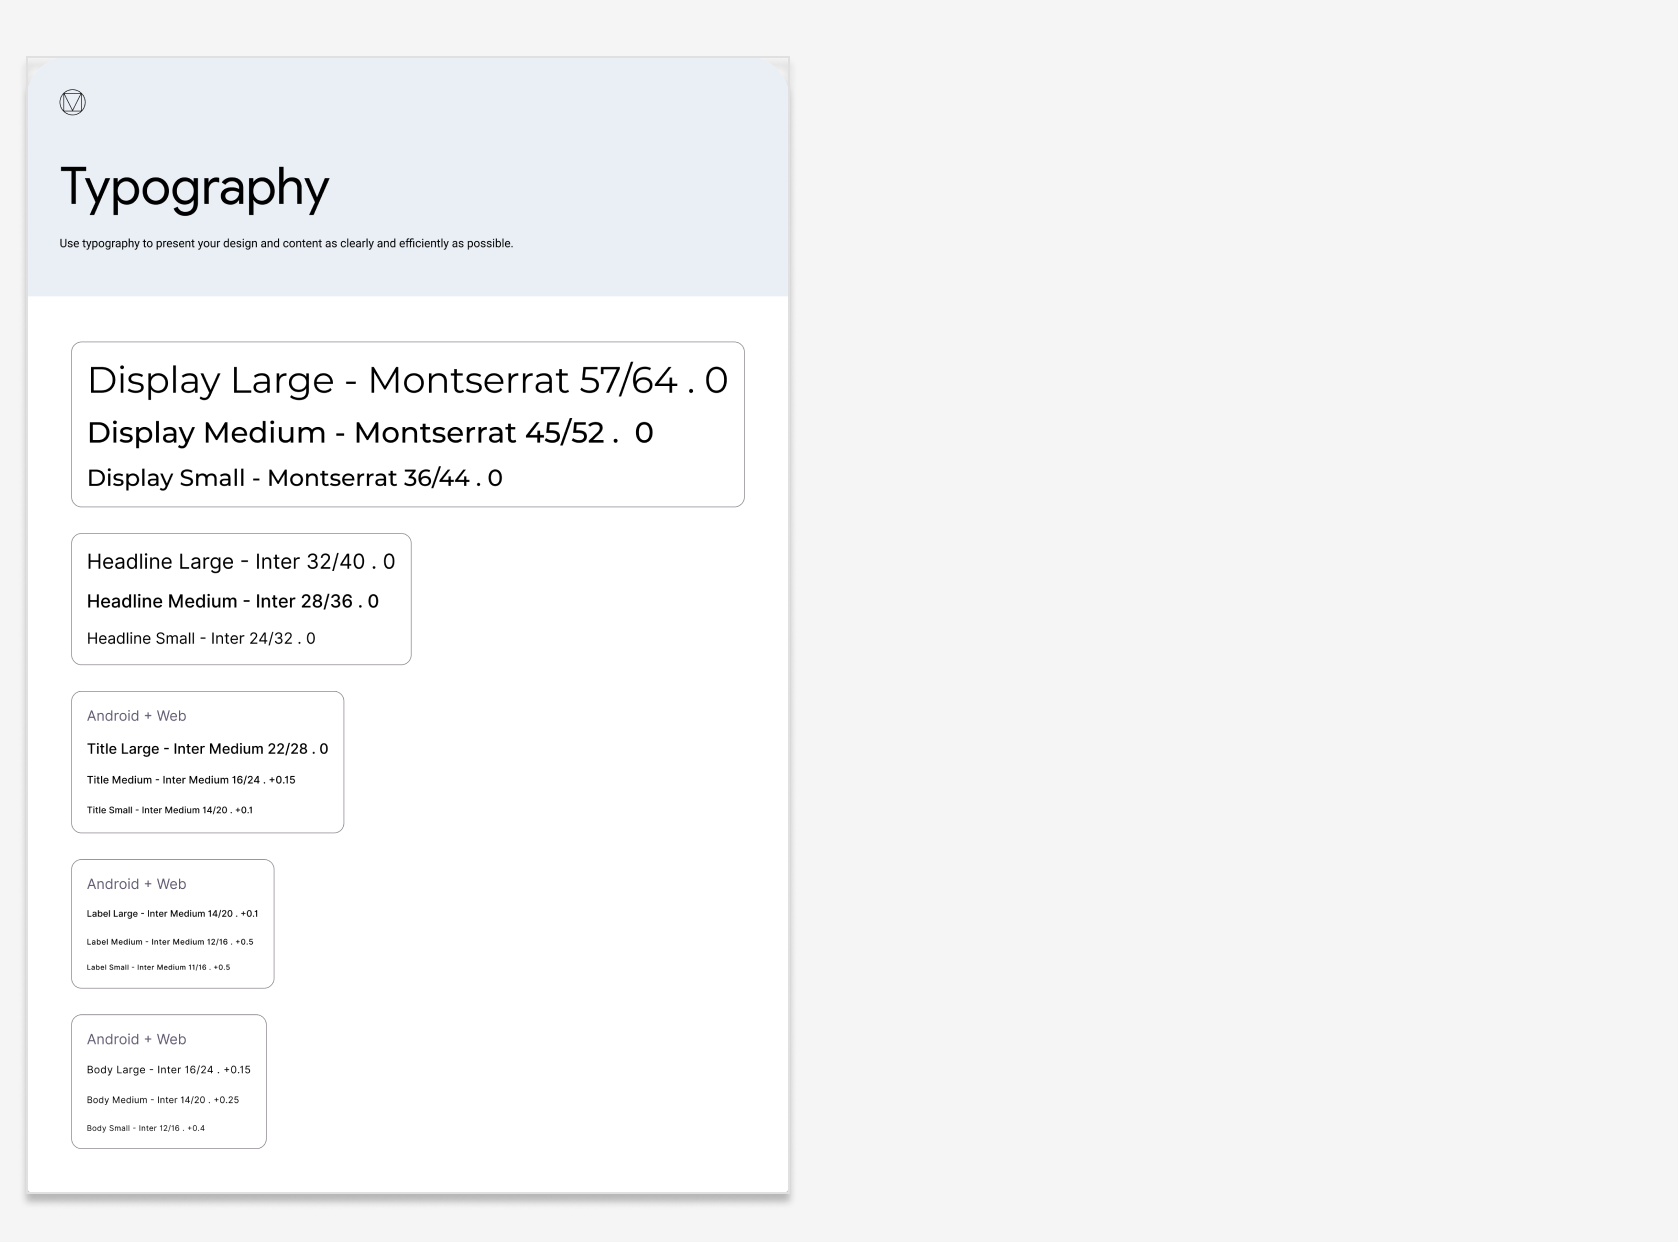 Typography
Use typography to present your design and content as clearly and efficiently as possible.
Display Large - Montserrat 57/64 . 0
Display Medium - Montserrat 45/52 .  0
Display Small - Montserrat 36/44 . 0
Headline Large - Inter 32/40 . 0
Headline Medium - Inter 28/36 . 0
Headline Small - Inter 24/32 . 0
Android + Web
Title Large - Inter Medium 22/28 . 0
Title Medium - Inter Medium 16/24 . +0.15
Title Small - Inter Medium 14/20 . +0.1
Android + Web
Label Large - Inter Medium 14/20 . +0.1
Label Medium - Inter Medium 12/16 . +0.5
Label Small - Inter Medium 11/16 . +0.5
Android + Web
Body Large - Inter 16/24 . +0.15
Body Medium - Inter 14/20 . +0.25
Body Small - Inter 12/16 . +0.4